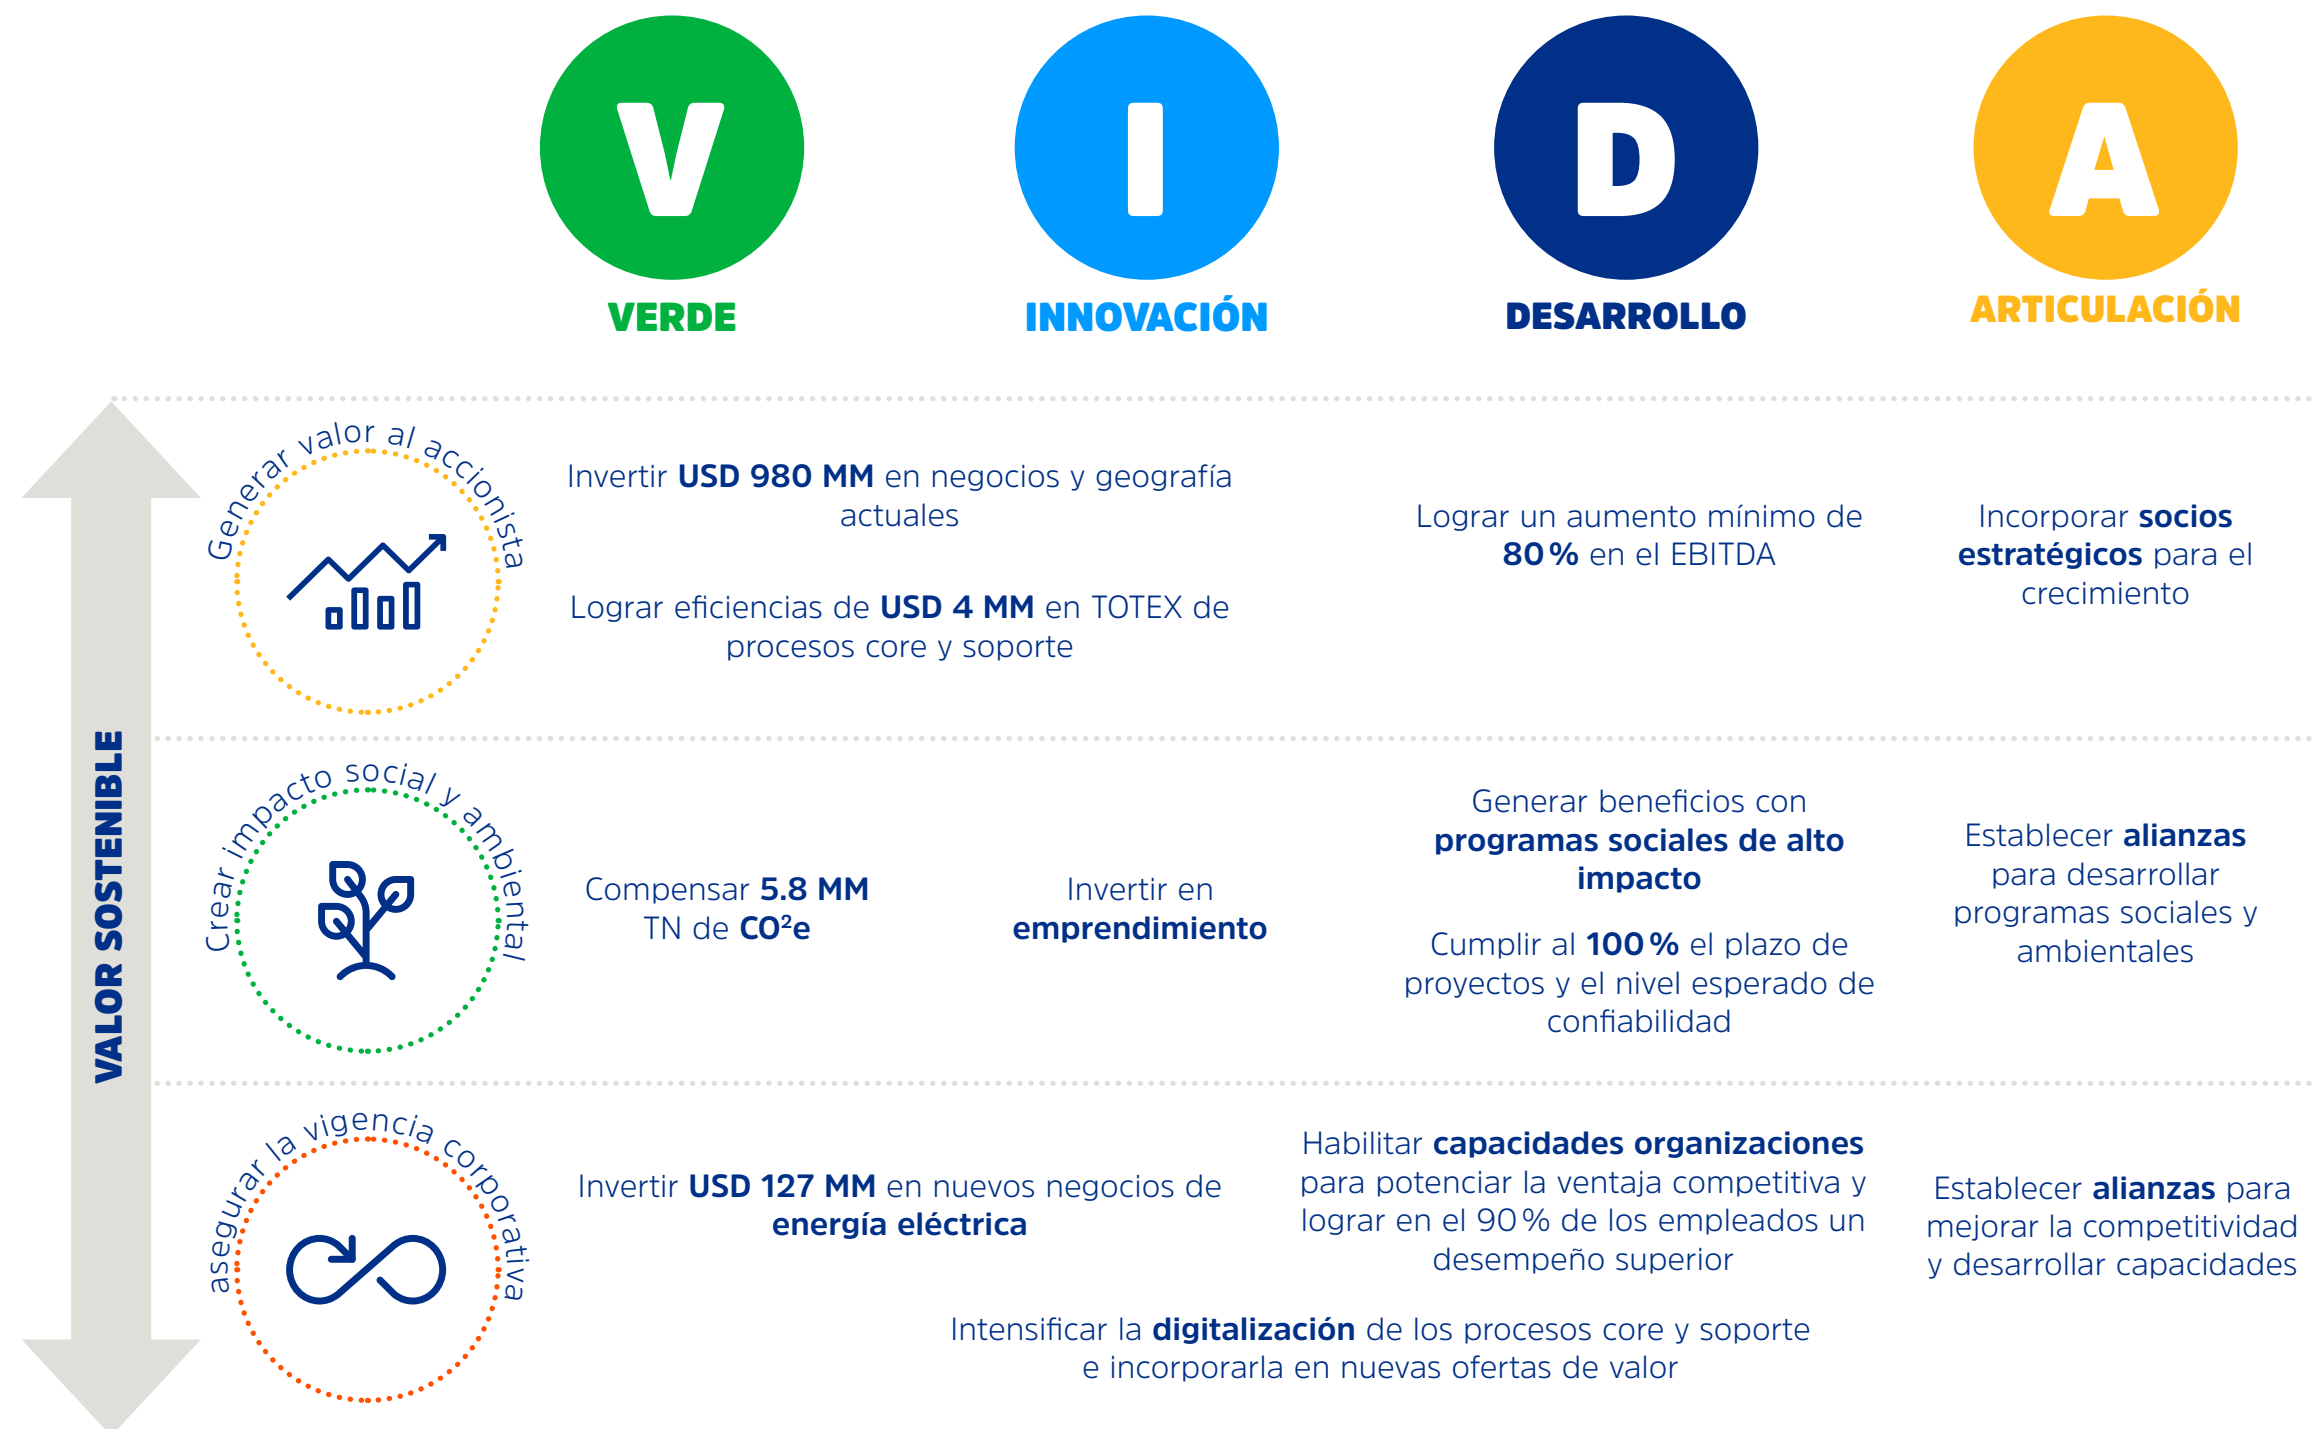 V
I
D
A
VERDE
INNOVACIÓN
DESARROLLO
ARTICULACIÓN
VALOR SOSTENIBLE
Generar valor al accionista
Invertir USD 980 MM en negocios y geografía
actuales
Lograr eficiencias de USD 4 MM en TOTEX de
procesos core y soporte
Lograr un aumento mínimo de
80% en el EBITDA
Incorporar socios
estratégicos para el
crecimiento
Crear impacto social y ambiental
Compensar 5.8 MM
TN de CO²e
Invertir en
emprendimiento
Generar beneficios con
programas sociales de alto
impacto
Cumplir al 100% el plazo de
proyectos y el nivel esperado de
confiabilidad
Establecer alianzas
para desarrollar
programas sociales y
ambientales
asegurar la vigencia corporativa
Invertir USD 127 MM en nuevos negocios de
energía eléctrica
Habilitar capacidades organizaciones
para potenciar la ventaja competitiva y
lograr en el 90% de los empleados un
desempeño superior
Establecer alianzas para
mejorar la competitividad
y desarrollar capacidades
Intensificar la digitalización de los procesos core y soporte
e incorporarla en nuevas ofertas de valor